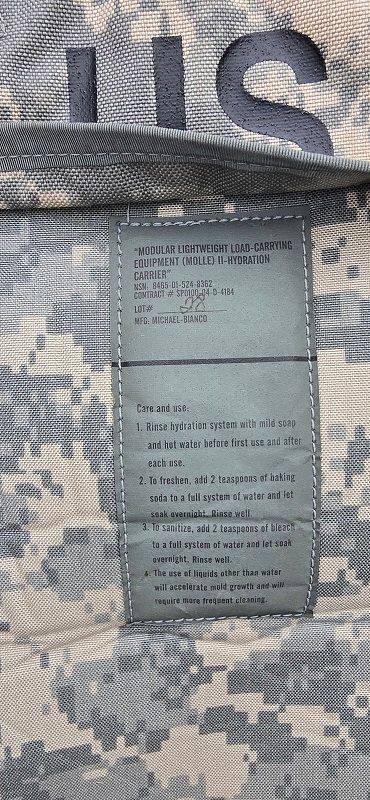 US
"MODULAR LIGHTWEIGHT LOAD-CARRYING
EQUIPMENT (MOLLE) II-HYDRATION
CARRIER"
NSN: 8465-01-524-8362
CONTRACT # SP0100-04-D-4184
LOT# 28
MFG: MICHAEL-BIANCO
Care and use:
1. Rinse hydration system with mild soap
and hot water before first use and after
each use.
2. To freshen, add 2 teaspoons of baking
soda to a full system of water and let
soak overnight. Rinse well.
3. To sanitize, add 2 teaspoons of bleach
to a full system of water and let soak
overnight. Rinse well.
4. The use of liquids other than water
will accelerate mold growth and will
require more frequent cleaning.